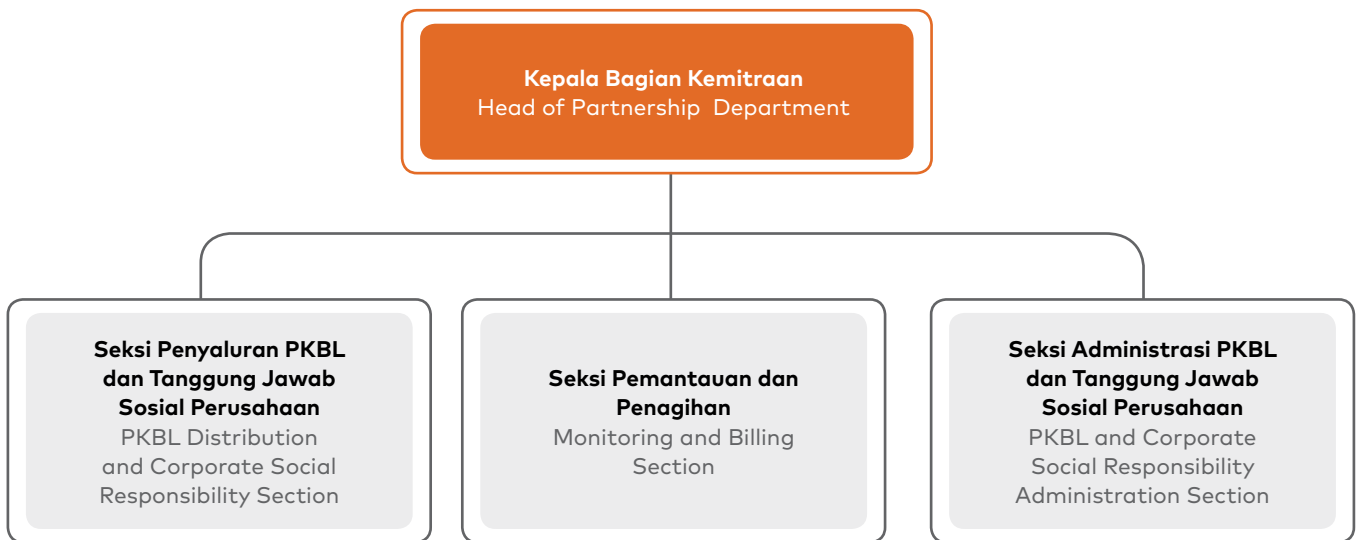 Kepala Bagian Kemitraan
Head of Partnership Department
Seksi Penyaluran PKBL
dan Tanggung Jawab
Sosial Perusahaan
PKBL Distribution
and Corporate Social
Responsibility Section
Seksi Pemantauan dan
Penagihan
Monitoring and Billing
Section
Seksi Administrasi PKBL
dan Tanggung Jawab
Sosial Perusahaan
PKBL and Corporate
Social Responsibility
Administration Section